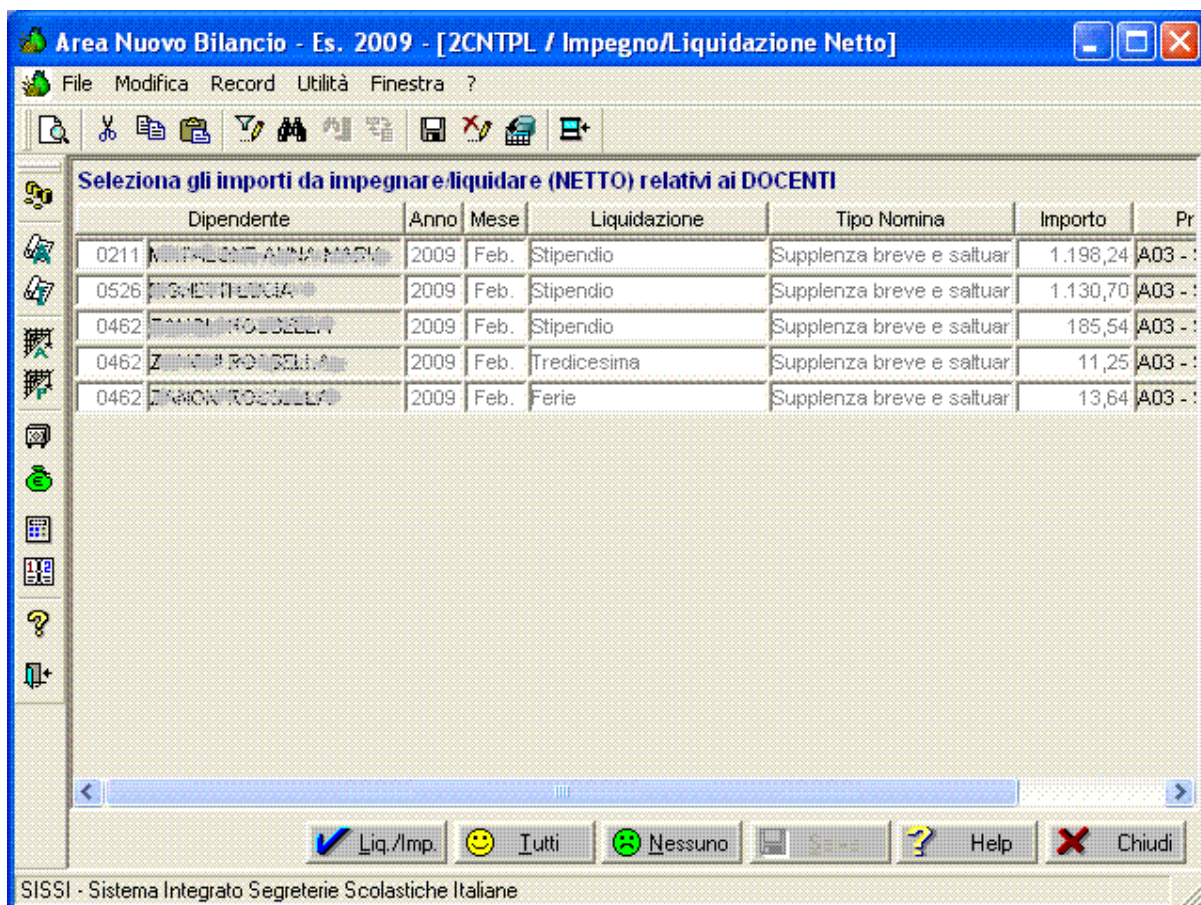 Area Nuovo Bilancio - Es. 2009 - [2CNTPL / Impegno/Liquidazione Netto]
File Modifica Record Utilità Finestra ?
Seleziona gli importi da impegnare/liquidare (NETTO) relativi ai DOCENTI
Dipendente Anno Mese Liquidazione Tipo Nomina Importo Pr
0211 2009 Feb. Stipendio Supplenza breve e saltuar 1.198,24 A03 -
0526 2009 Feb. Stipendio Supplenza breve e saltuar 1.130,70 A03 -
0462 2009 Feb. Stipendio Supplenza breve e saltuar 185,54 A03 -
0462 2009 Feb. Tredicesima Supplenza breve e saltuar 11,25 A03 -
0462 2009 Feb. Ferie Supplenza breve e saltuar 13,64 A03 -
Liq./Imp. Tutti Nessuno Help Chiudi
SISSI - Sistema Integrato Segreterie Scolastiche Italiane